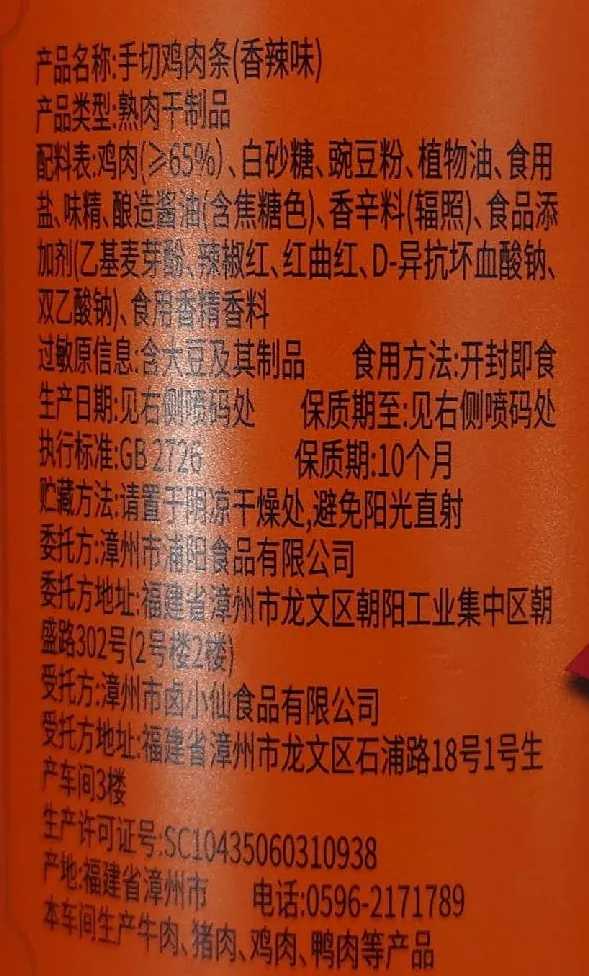 产品名称:手切鸡肉条(香辣味)
产品类型:熟肉干制品
配料表:鸡肉(≥65%)、白砂糖、豌豆粉、植物油、食用
盐、味精、酿造酱油(含焦糖色)、香辛料(辐照)、食品添
加剂(乙基麦芽酚、辣椒红、红曲红、D-异抗坏血酸钠、
双乙酸钠)、食用香精香料
过敏原信息:含大豆及其制品 食用方法:开封即食
生产日期:见右侧喷码处 保质期至:见右侧喷码处
执行标准:GB 2726 保质期:10个月
贮藏方法:请置于阴凉干燥处,避免阳光直射
委托方:漳州市浦阳食品有限公司
委托方地址:福建省漳州市龙文区朝阳工业集中区朝
盛路302号(2号楼2楼)
受托方:漳州市卤小仙食品有限公司
受托方地址:福建省漳州市龙文区石浦路18号1号生
产车间3楼
生产许可证号:SC10435060310938
产地:福建省漳州市 电话:0596-2171789
本车间生产牛肉、猪肉、鸡肉、鸭肉等产品